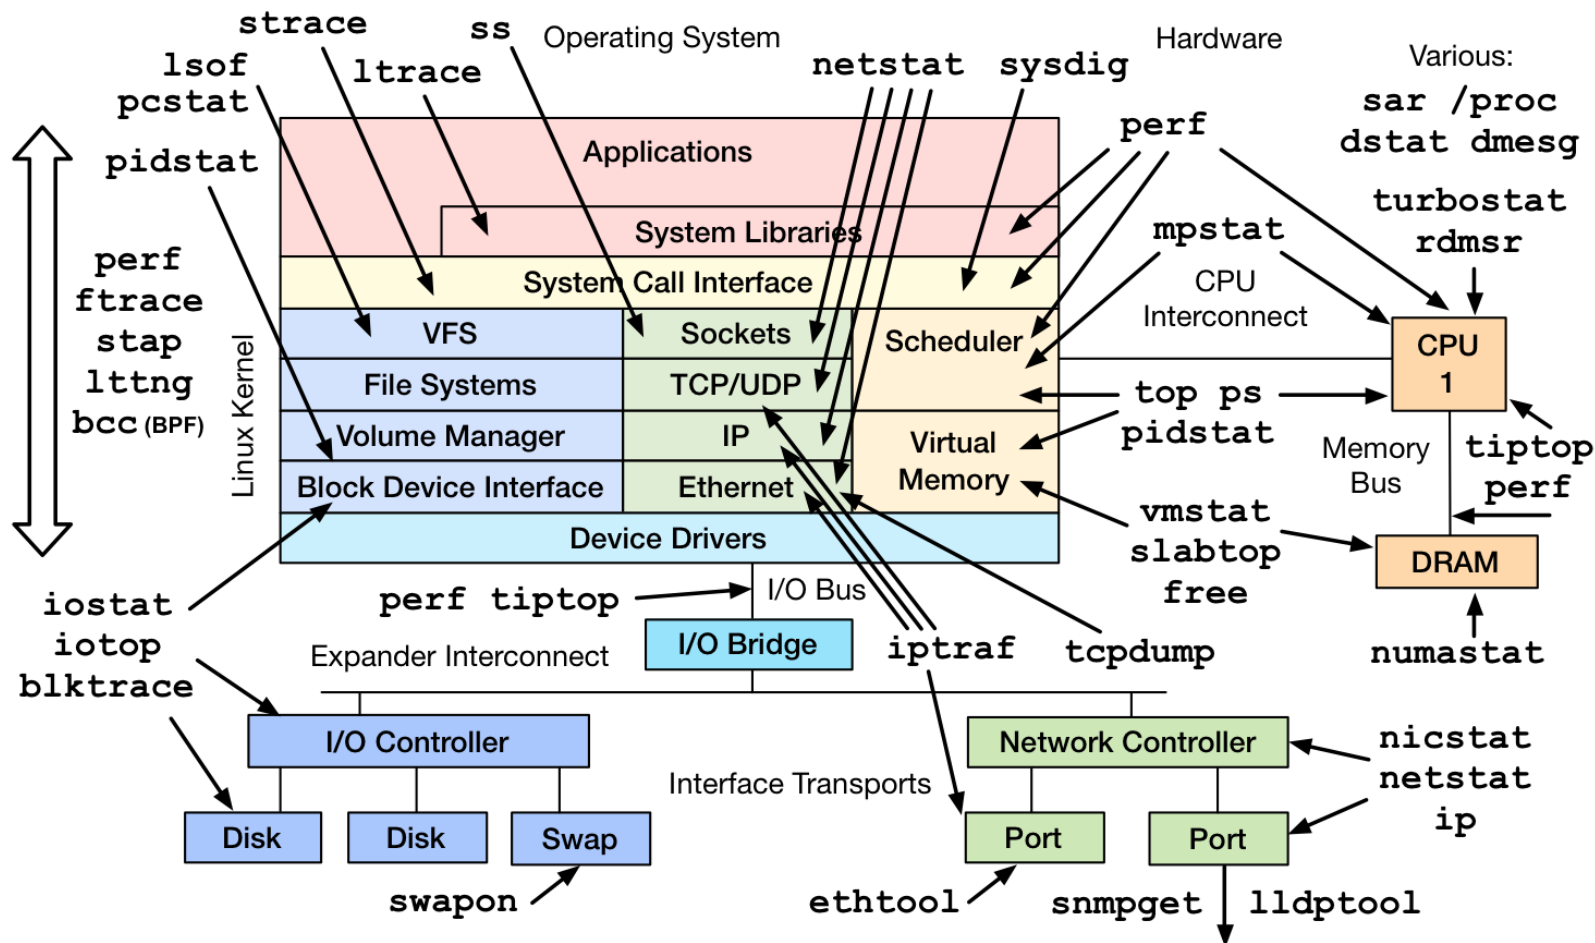 strace
ss
Operating System
Hardware
lsof
pcstat
ltrace
netstat
sysdig
Various:
sar /proc
dstat dmesg
perf
pidstat
Applications
turbostat
rdmsr
System Libraries
mpstat
perf
ftrace
stap
lttng
bcc (BPF)
System Call Interface
CPU
Interconnect
Linux Kernel
VFS
Sockets
Scheduler
CPU
1
File Systems
TCP/UDP
top ps
pidstat
Volume Manager
IP
Virtual
Memory
Memory
Bus
tiptop
perf
Block Device Interface
Ethernet
vmstat
slabtop
free
Device Drivers
DRAM
iostat
iotop
blktrace
perf tiptop
I/O Bus
I/O Bridge
Expander Interconnect
iptraf
tcpdump
numastat
I/O Controller
Network Controller
nicstat
netstat
ip
Interface Transports
Disk
Disk
Swap
Port
Port
swapon
ethtool
snmpget
lldptool